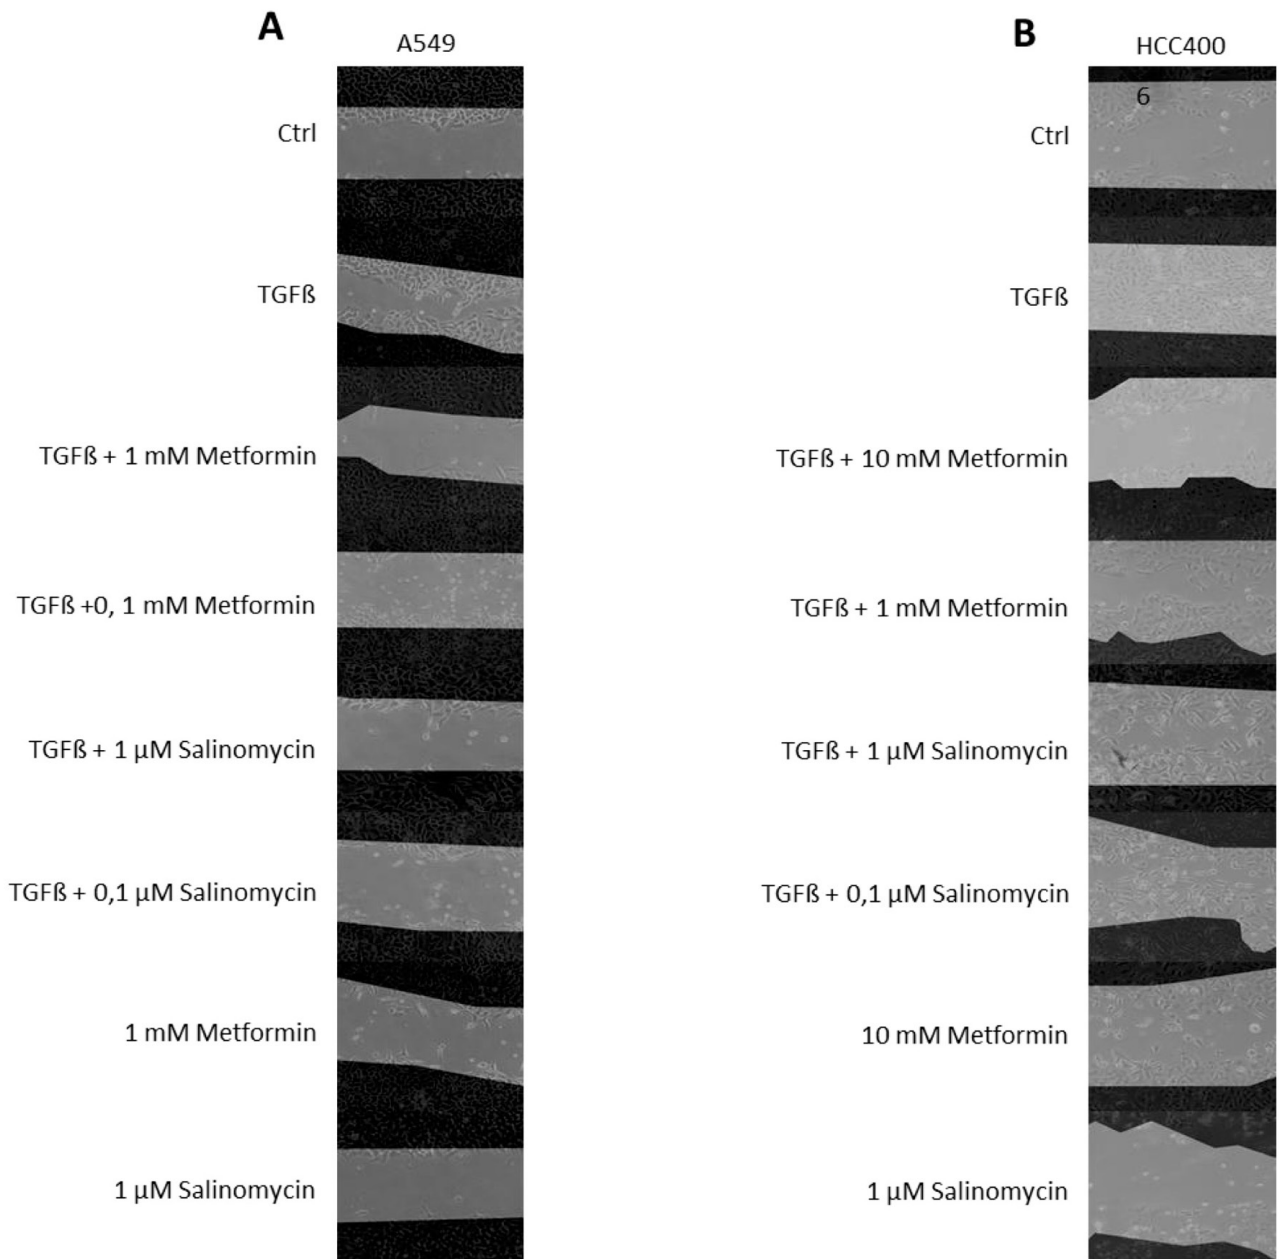 A
A549
Ctrl
TGFß
TGFß + 1 mM Metformin
TGFß +0, 1 mM Metformin
TGFß + 1 µM Salinomycin
TGFß + 0,1 µM Salinomycin
1 mM Metformin
1 µM Salinomycin
B
HCC400
6
Ctrl
TGFß
TGFß + 10 mM Metformin
TGFß + 1 mM Metformin
TGFß + 1 µM Salinomycin
TGFß + 0,1 µM Salinomycin
10 mM Metformin
1 µM Salinomycin